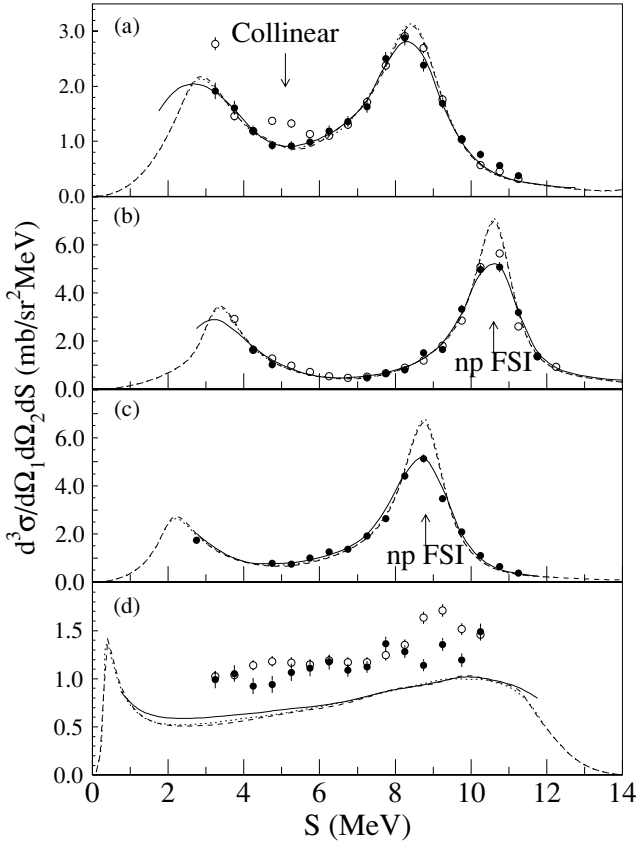 (a)
Collinear
3.0
2.0
1.0
0.0
(b)
6.0
4.0
2.0
0.0
np FSI
(c)
6.0
4.0
2.0
0.0
np FSI
(d)
1.5
1.0
0.5
0.0
0 2 4 6 8 10 12 14
S (MeV)
d³σ/dΩ₁dΩ₂dS (mb/sr²MeV)